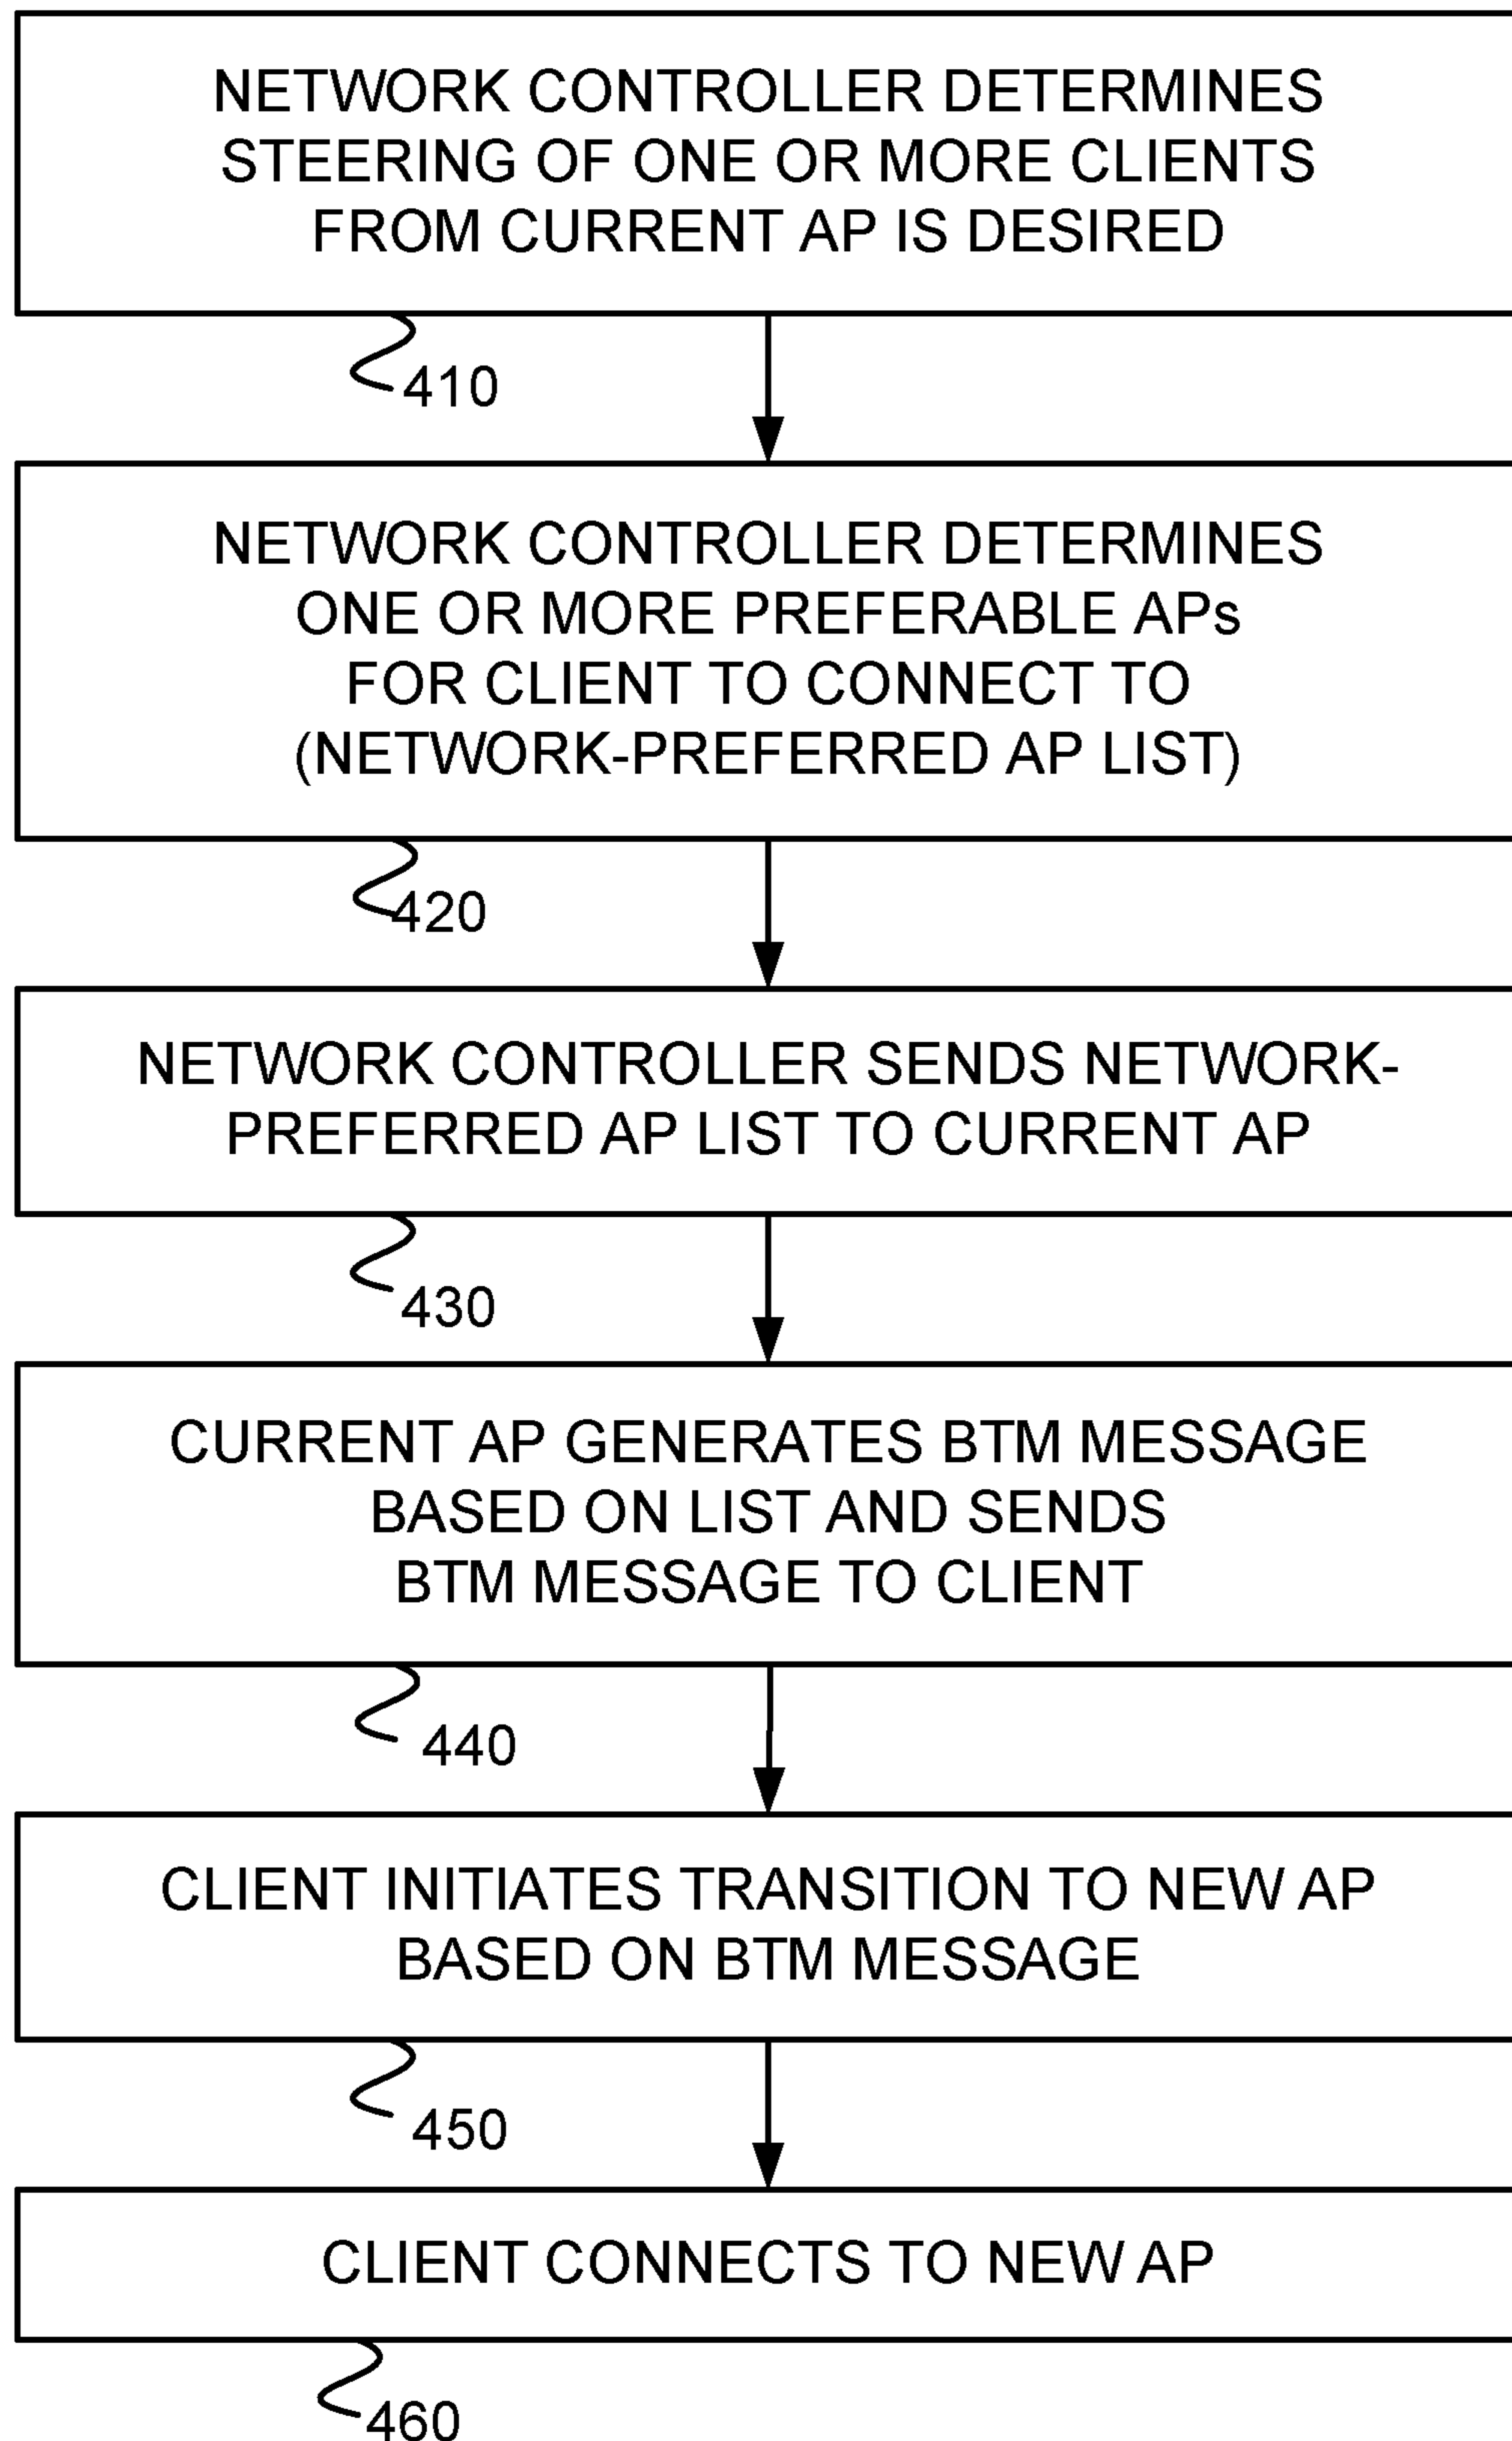 NETWORK CONTROLLER DETERMINES
STEERING OF ONE OR MORE CLIENTS
FROM CURRENT AP IS DESIRED
410
NETWORK CONTROLLER DETERMINES
ONE OR MORE PREFERABLE APs
FOR CLIENT TO CONNECT TO
(NETWORK-PREFERRED AP LIST)
420
NETWORK CONTROLLER SENDS NETWORK-
PREFERRED AP LIST TO CURRENT AP
430
CURRENT AP GENERATES BTM MESSAGE
BASED ON LIST AND SENDS
BTM MESSAGE TO CLIENT
440
CLIENT INITIATES TRANSITION TO NEW AP
BASED ON BTM MESSAGE
450
CLIENT CONNECTS TO NEW AP
460